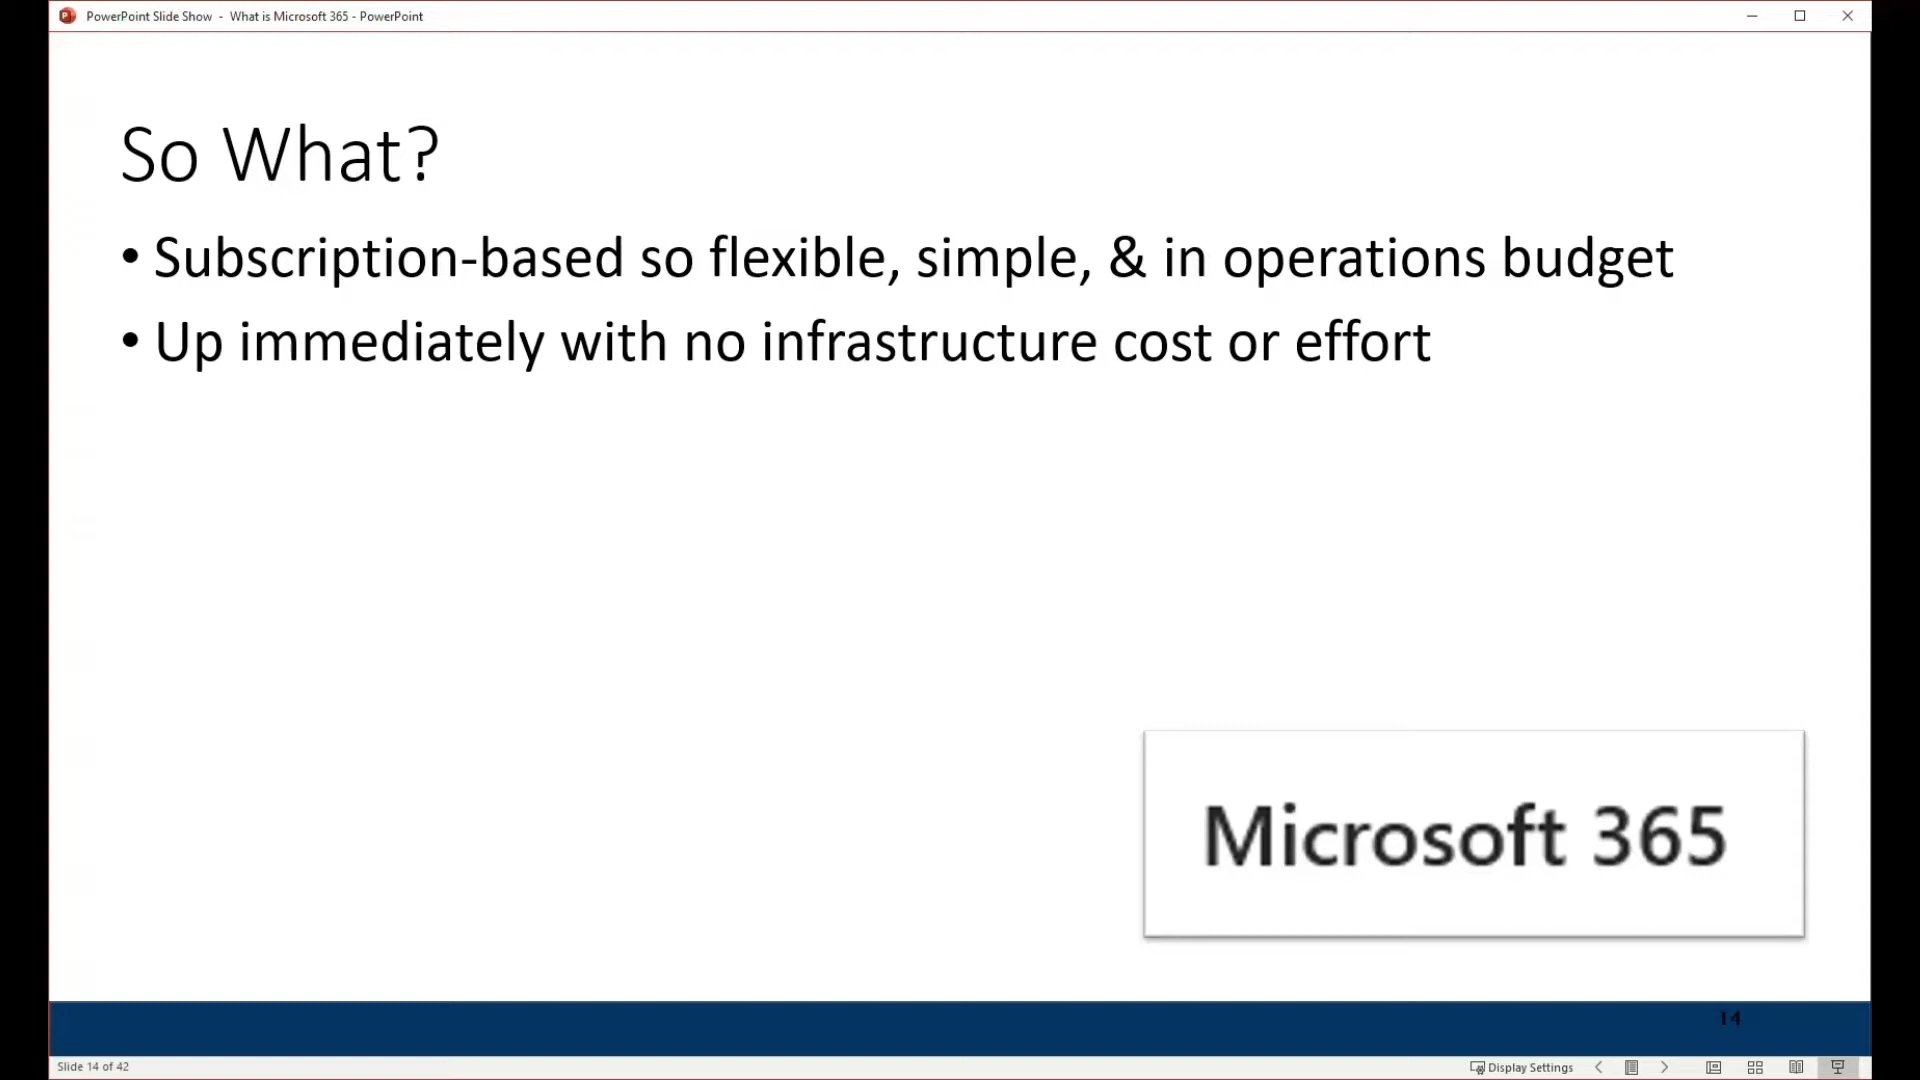 PowerPoint Slide Show - What is Microsoft 365 - PowerPoint
So What?
• Subscription-based so flexible, simple, & in operations budget
• Up immediately with no infrastructure cost or effort
Microsoft 365
14
Slide 14 of 42
Display Settings